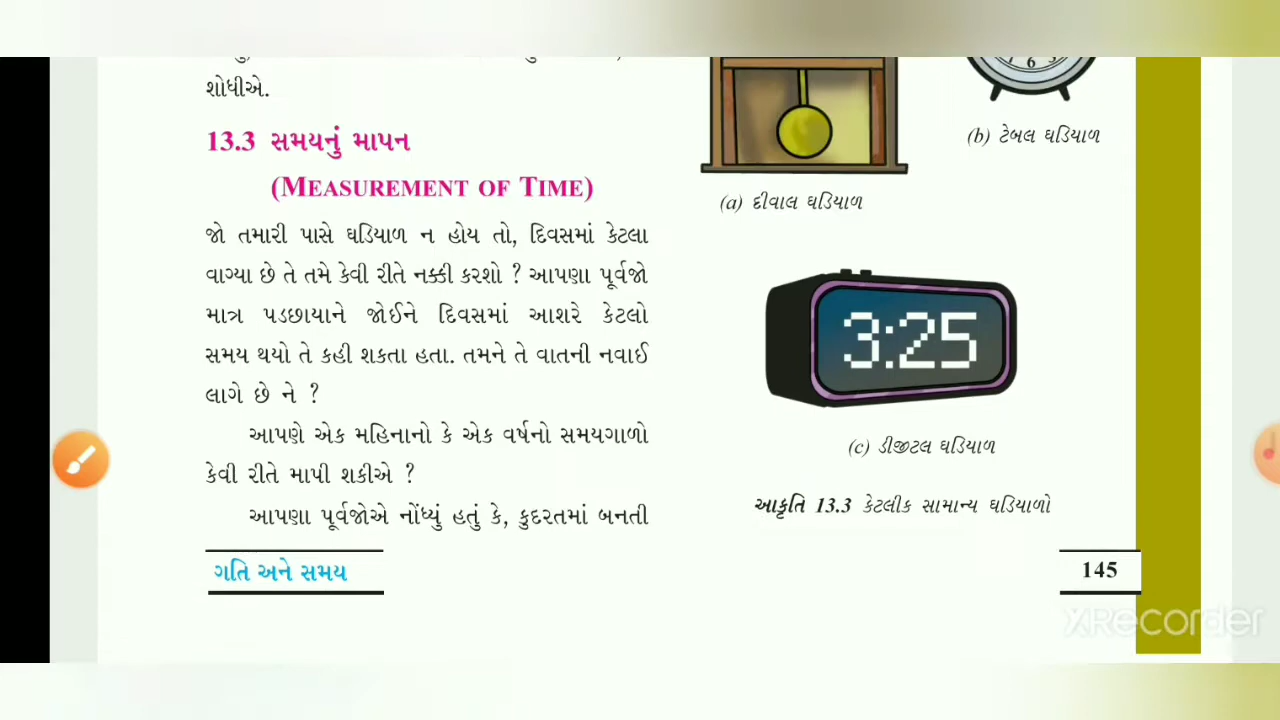 શોધીએ.
13.3 સમયનું માપન
(MEASUREMENT OF TIME)
જો તમારી પાસે ઘડિયાળ ન હોય તો, દિવસમાં કેટલા
વાગ્યા છે તે તમે કેવી રીતે નક્કી કરશો ? આપણા પૂર્વજો
માત્ર પડછાયાને જોઈને દિવસમાં આશરે કેટલો
સમય થયો તે કહી શકતા હતા. તમને તે વાતની નવાઈ
લાગે છે ને ?
આપણે એક મહિનાનો કે એક વર્ષનો સમયગાળો
કેવી રીતે માપી શકીએ ?
આપણા પૂર્વજોએ નોંધ્યું હતું કે, કુદરતમાં બનતી
ગતિ અને સમય
7 6 5
(b) ટેબલ ઘડિયાળ
(a) દીવાલ ઘડિયાળ
3:25
(c) ડીજીટલ ઘડિયાળ
આકૃતિ 13.3 કેટલીક સામાન્ય ઘડિયાળો
145
XRecorder